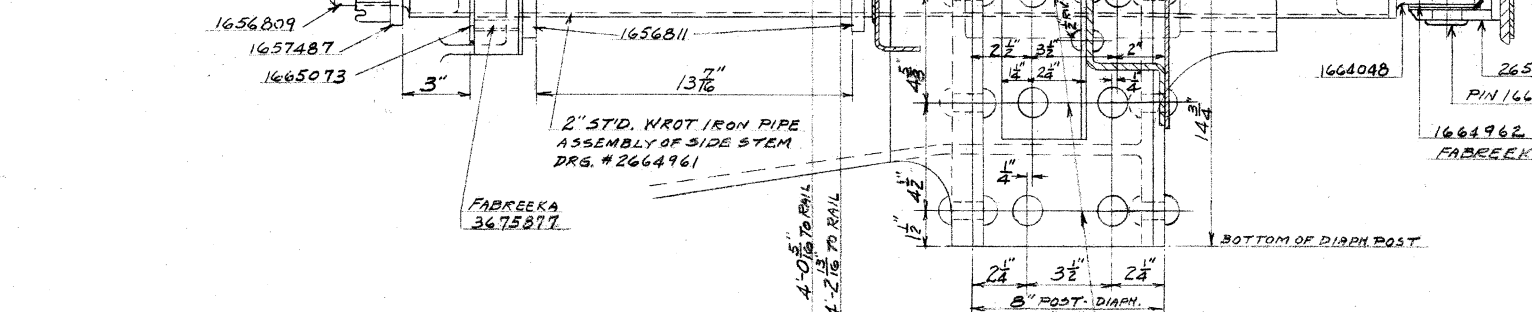 1656809
1657487
1665073
1656811
3"
13 7/16"
2" ST'D. WROT IRON PIPE
ASSEMBLY OF SIDE STEM
DRG. #2664961
FABREEKA
3675877
4'-0 5/16" TO RAIL
4'-2 13/16" TO RAIL
2 1/2"
3 1/2"
2"
1 1/4"
2 1/4"
1/4"
14 3/4"
1/4"
4 1/2"
1 1/2"
BOTTOM OF DIAPH. POST
2 1/4"
3 1/2"
2 1/4"
8" POST-DIAPH.
1664048
265
PIN 166
1664962
FABREEK